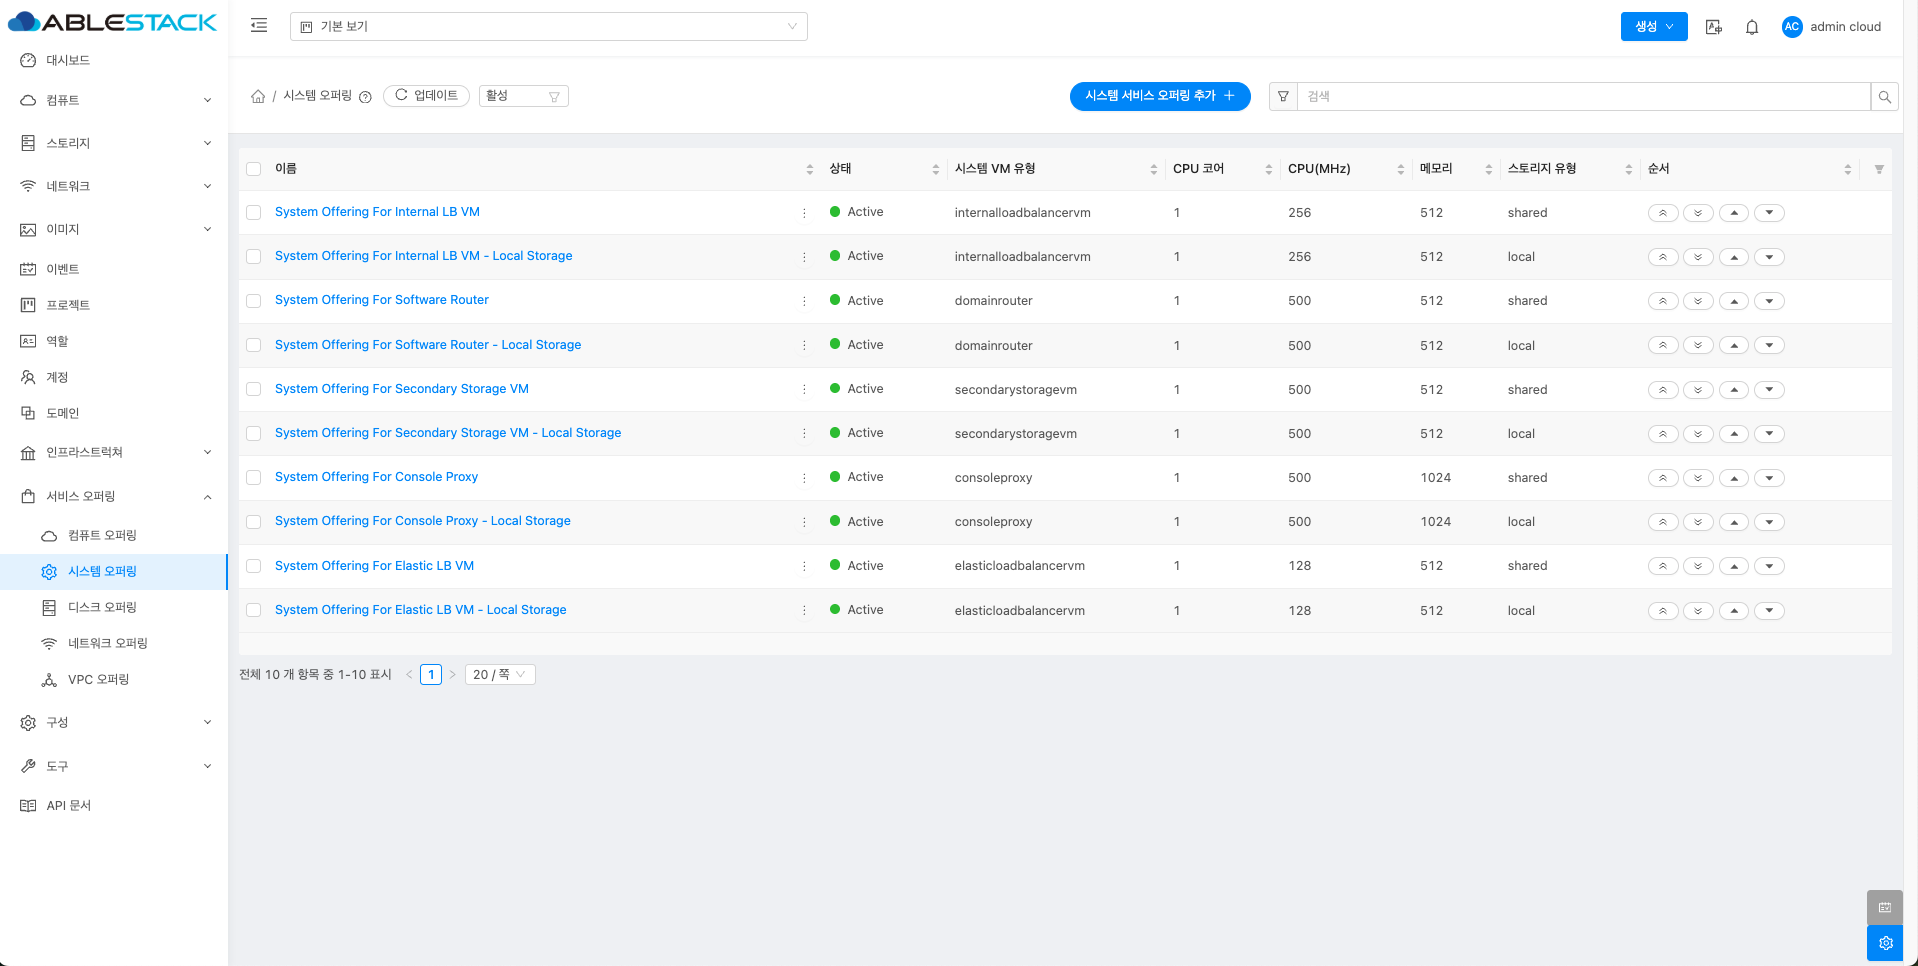 ABLESTACK
기본 보기
생성
AC
admin cloud
대시보드
컴퓨트
스토리지
네트워크
이미지
이벤트
프로젝트
역할
계정
도메인
인프라스트럭쳐
서비스 오퍼링
컴퓨트 오퍼링
시스템 오퍼링
디스크 오퍼링
네트워크 오퍼링
VPC 오퍼링
구성
도구
API 문서
/ 시스템 오퍼링 업데이트 활성
시스템 서비스 오퍼링 추가
검색
이름 상태 시스템 VM 유형 CPU 코어 CPU(MHz) 메모리 스토리지 유형 순서
System Offering For Internal LB VM Active internalloadbalancervm 1 256 512 shared
System Offering For Internal LB VM - Local Storage Active internalloadbalancervm 1 256 512 local
System Offering For Software Router Active domainrouter 1 500 512 shared
System Offering For Software Router - Local Storage Active domainrouter 1 500 512 local
System Offering For Secondary Storage VM Active secondarystoragevm 1 500 512 shared
System Offering For Secondary Storage VM - Local Storage Active secondarystoragevm 1 500 512 local
System Offering For Console Proxy Active consoleproxy 1 500 1024 shared
System Offering For Console Proxy - Local Storage Active consoleproxy 1 500 1024 local
System Offering For Elastic LB VM Active elasticloadbalancervm 1 128 512 shared
System Offering For Elastic LB VM - Local Storage Active elasticloadbalancervm 1 128 512 local
전체 10 개 항목 중 1-10 표시 < 1 > 20 / 쪽